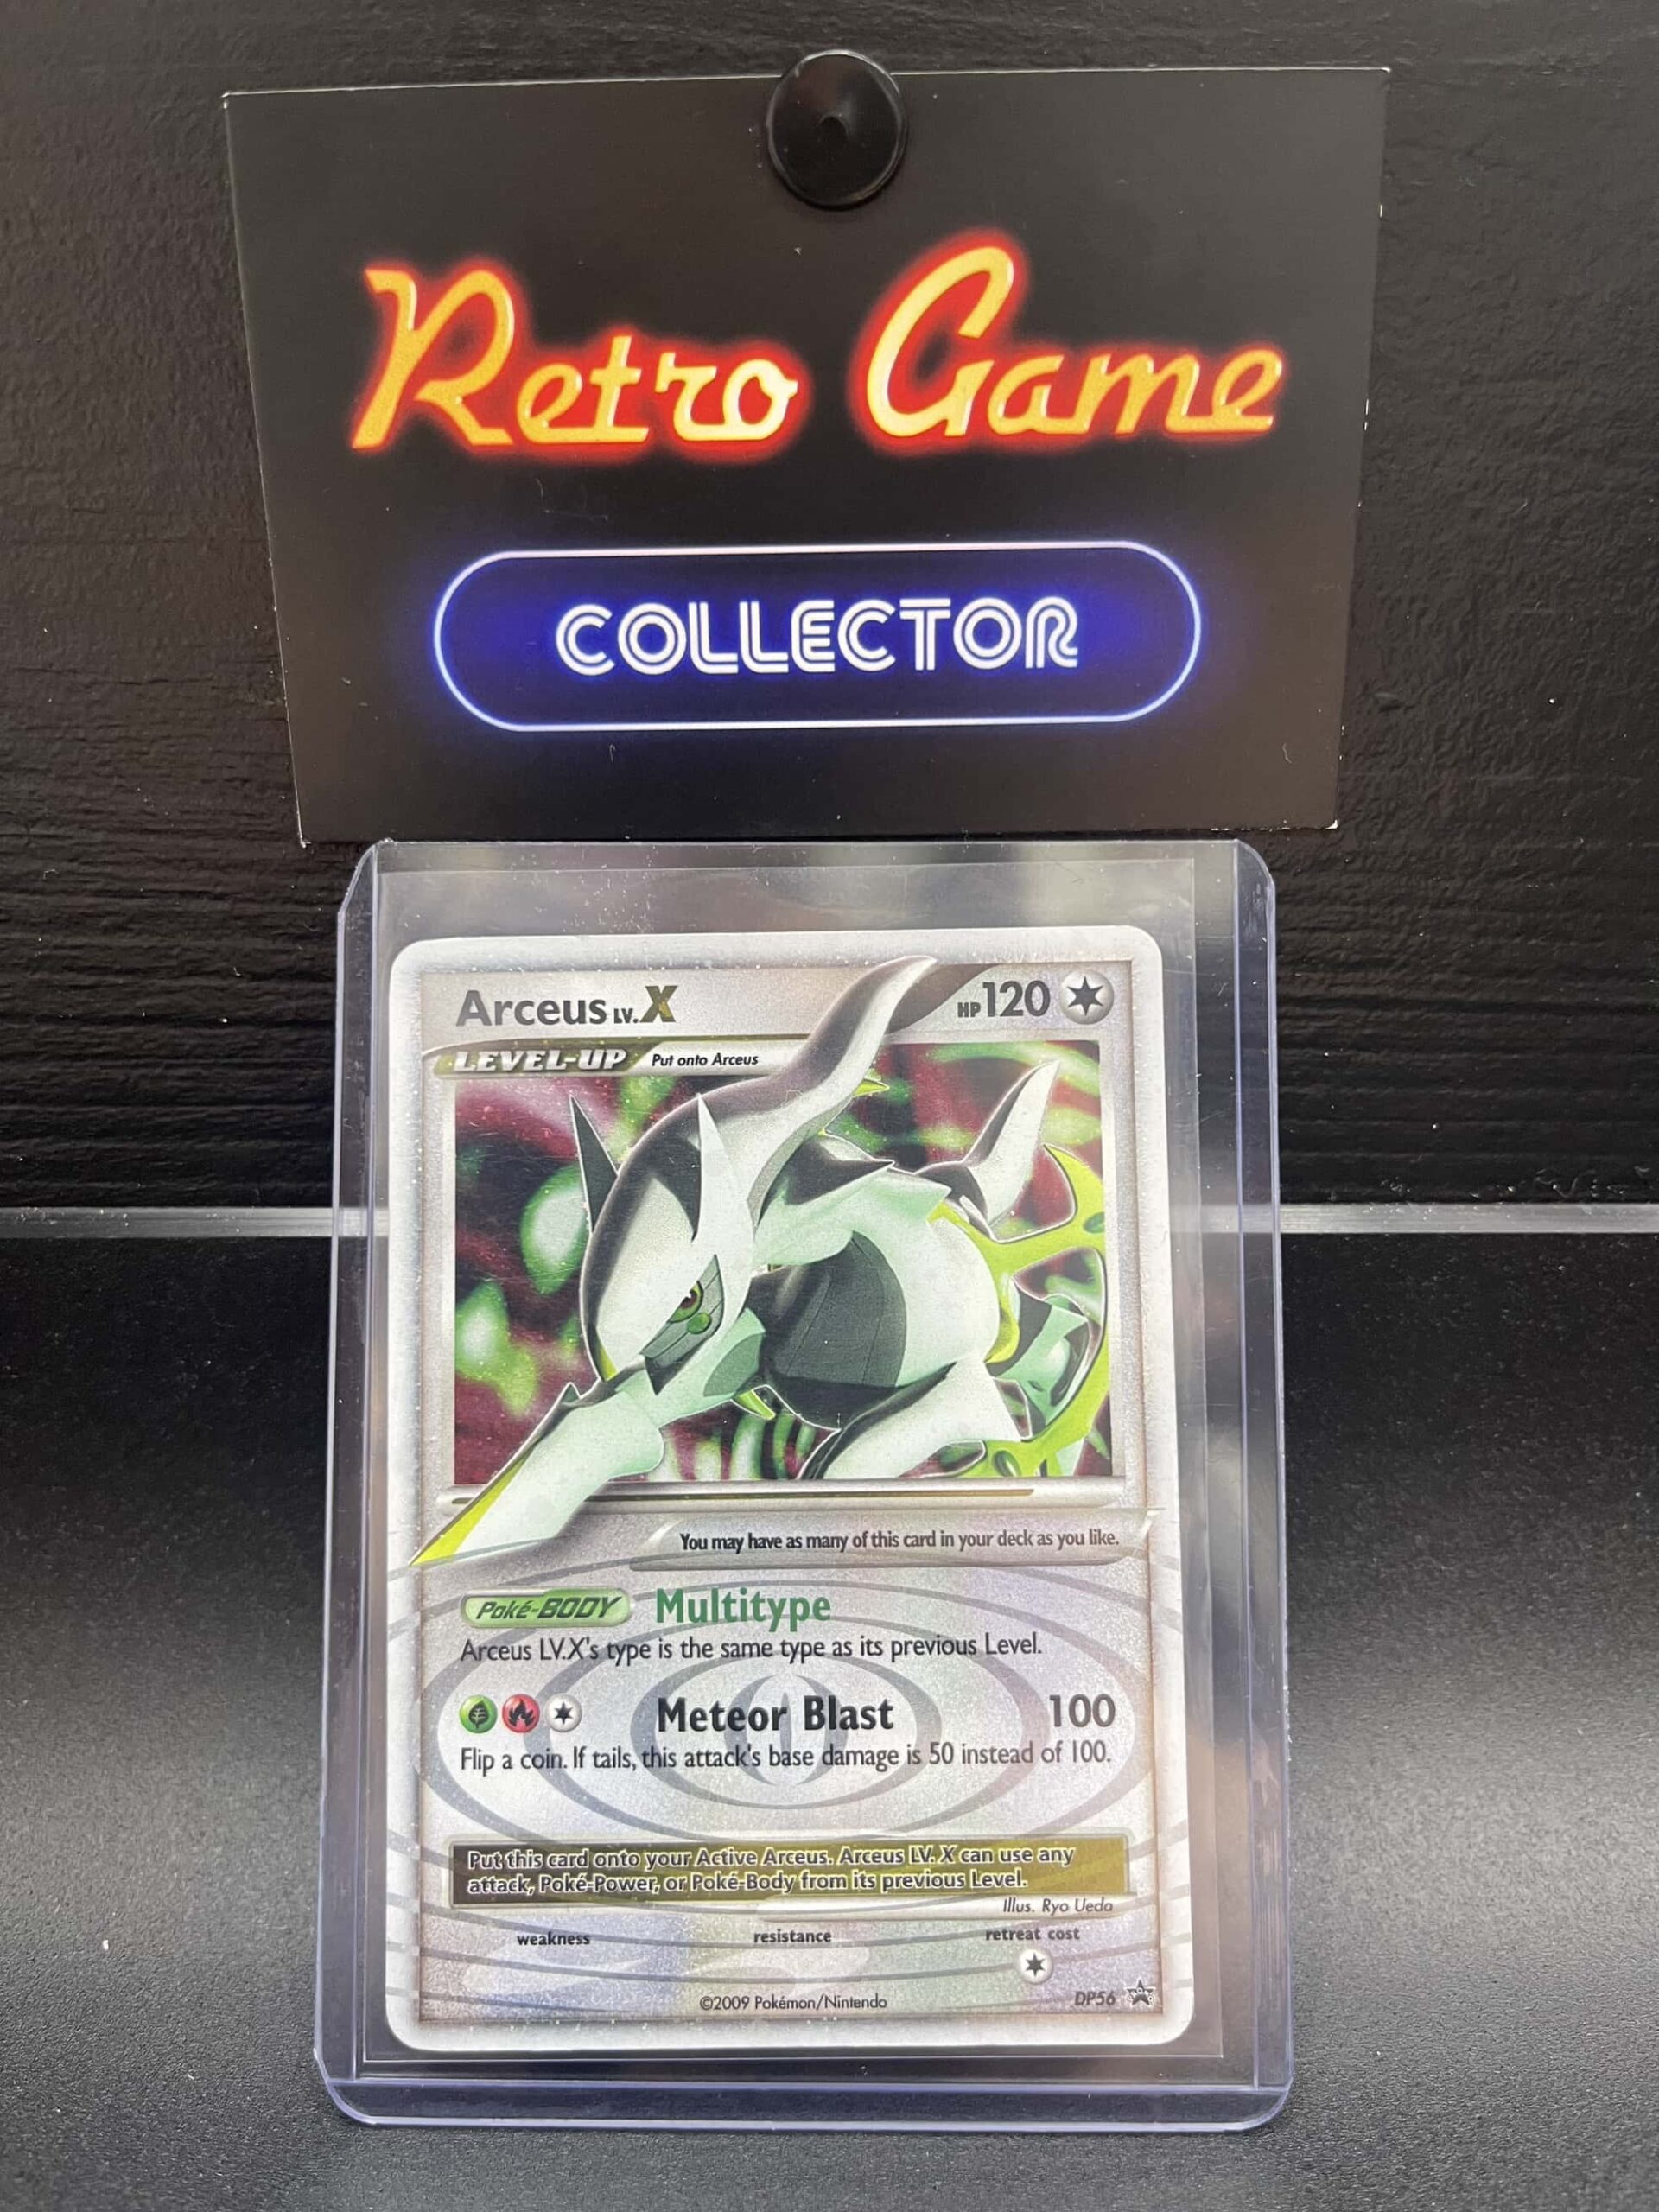 Retro Game
COLLECTOR
Arceus LV.X
HP 120
LEVEL-UP Put onto Arceus
You may have as many of this card in your deck as you like.
Poké-BODY Multitype
Arceus LV.X's type is the same type as its previous Level.
Meteor Blast 100
Flip a coin. If tails, this attack's base damage is 50 instead of 100.
Put this card onto your Active Arceus. Arceus LV. X can use any
attack, Poké-Power, or Poké-Body from its previous Level.
Illus. Ryo Ueda
weakness resistance retreat cost
©2009 Pokémon/Nintendo DP56